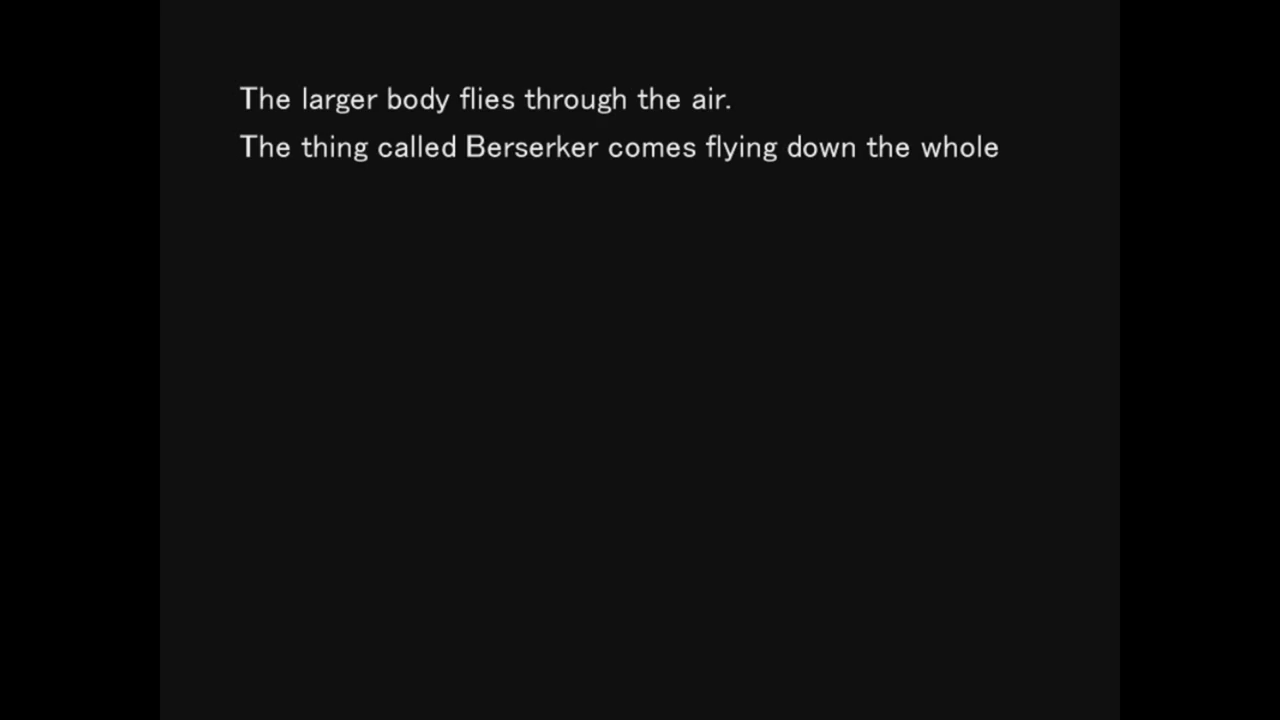 The larger body flies through the air.
The thing called Berserker comes flying down the whole